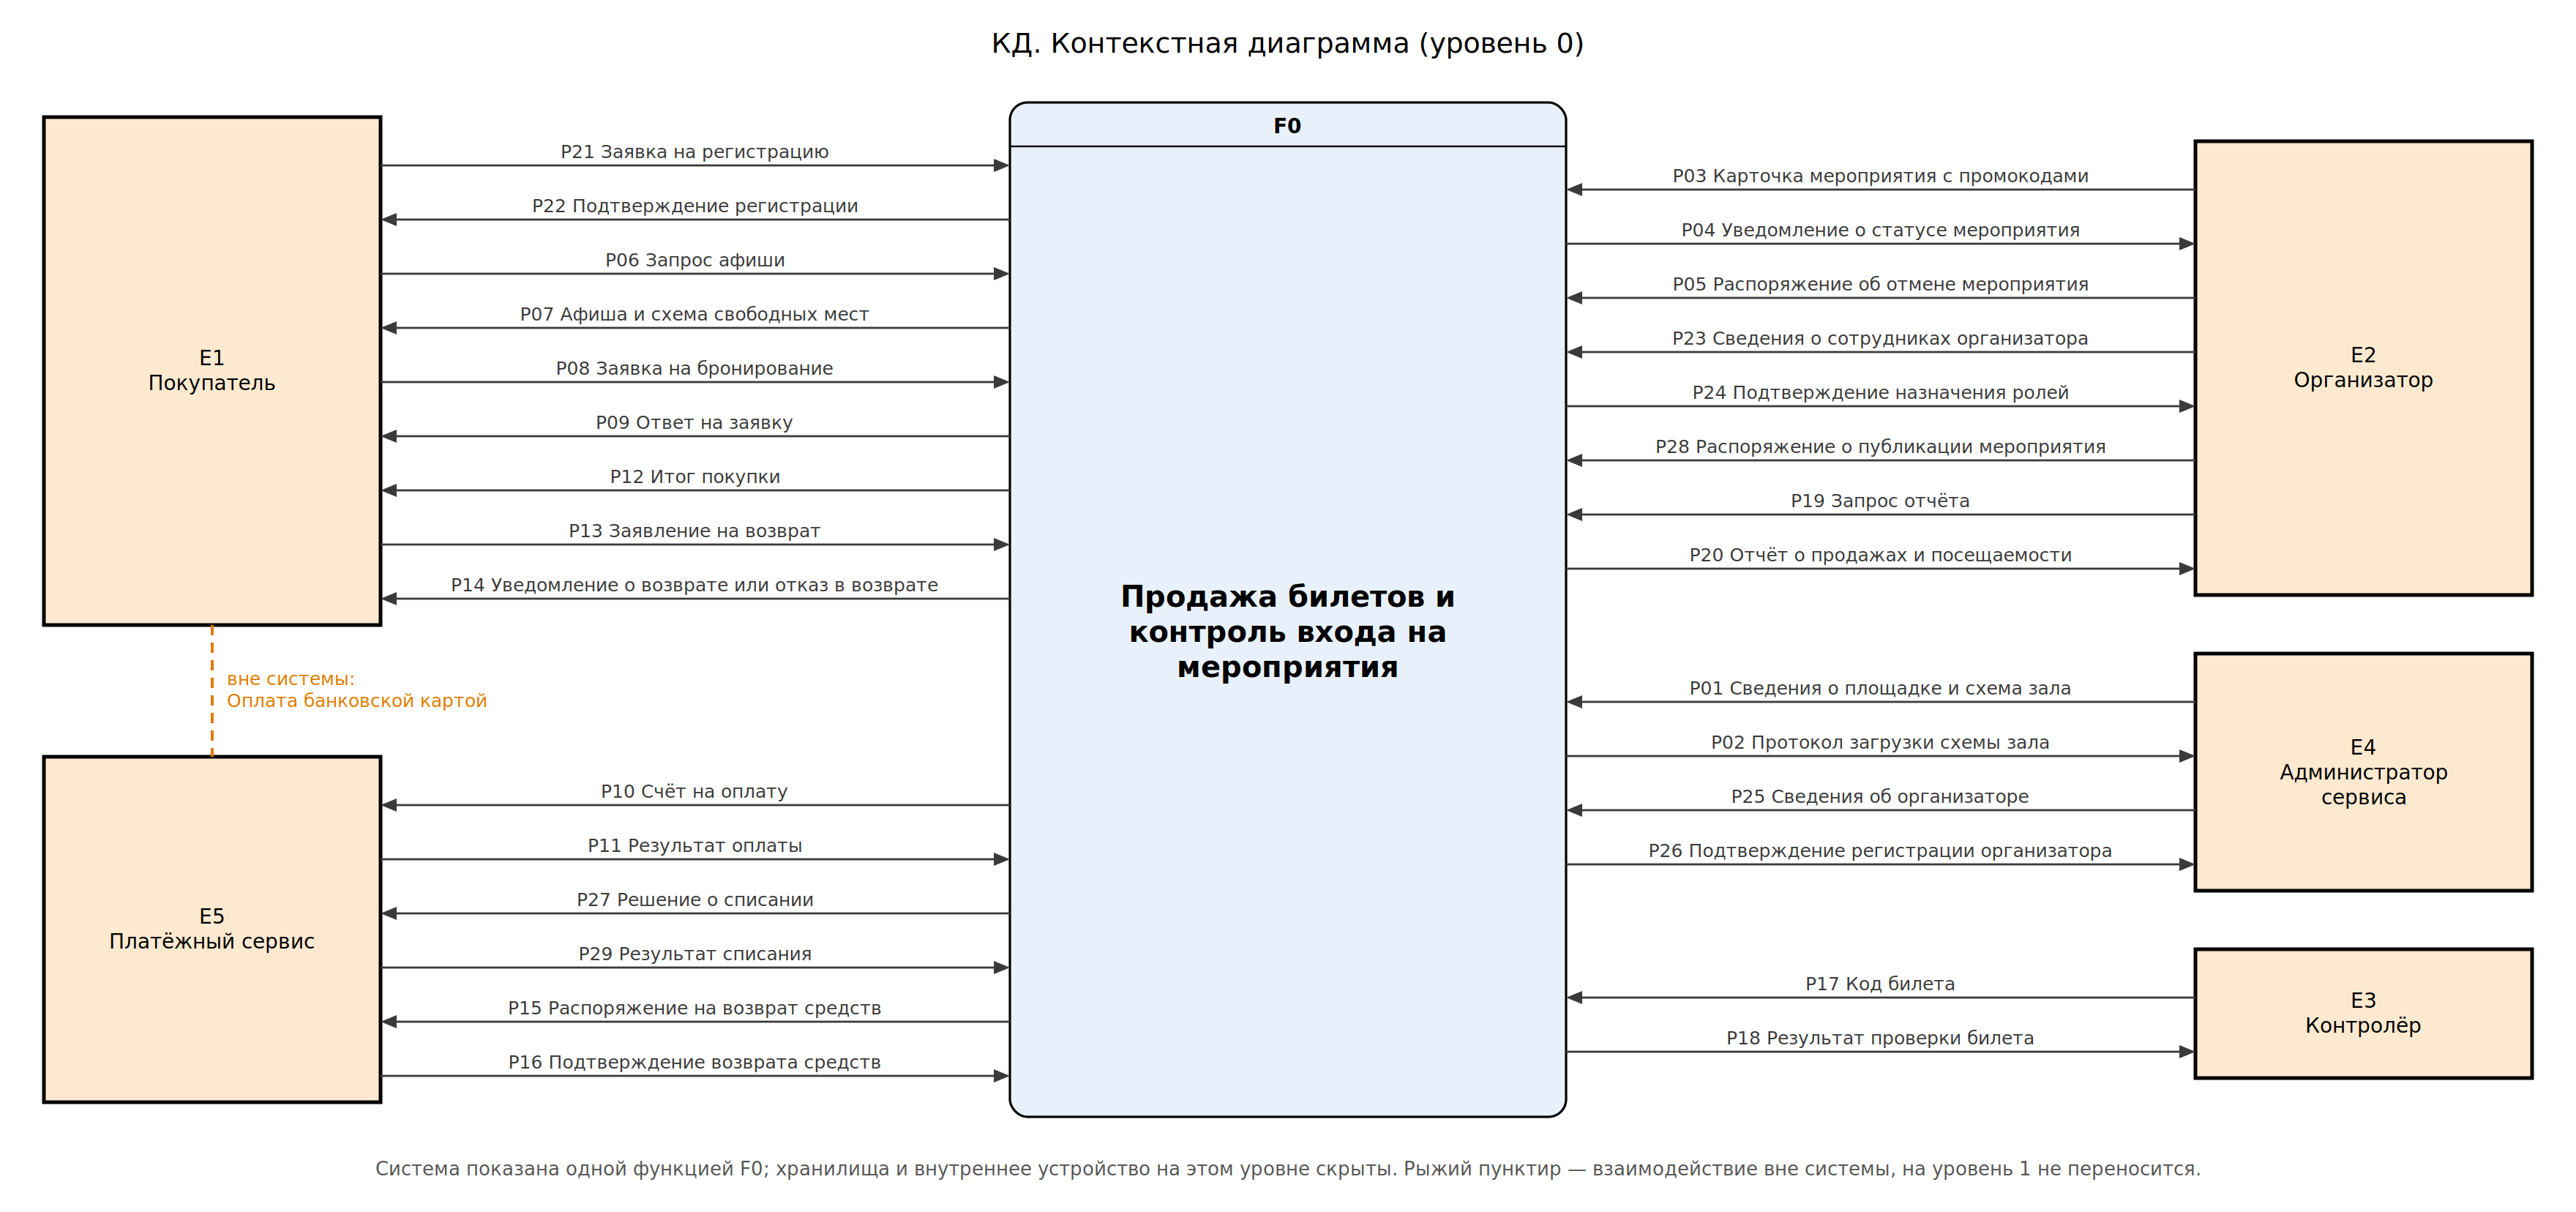 КД. Контекстная диаграмма (уровень 0)
F0
Продажа билетов и
контроль входа на
мероприятия
E1
Покупатель
P21 Заявка на регистрацию
P22 Подтверждение регистрации
P06 Запрос афиши
P07 Афиша и схема свободных мест
P08 Заявка на бронирование
P09 Ответ на заявку
P12 Итог покупки
P13 Заявление на возврат
P14 Уведомление о возврате или отказ в возврате
вне системы:
Оплата банковской картой
E5
Платёжный сервис
P10 Счёт на оплату
P11 Результат оплаты
P27 Решение о списании
P29 Результат списания
P15 Распоряжение на возврат средств
P16 Подтверждение возврата средств
P03 Карточка мероприятия с промокодами
P04 Уведомление о статусе мероприятия
P05 Распоряжение об отмене мероприятия
P23 Сведения о сотрудниках организатора
P24 Подтверждение назначения ролей
P28 Распоряжение о публикации мероприятия
P19 Запрос отчёта
P20 Отчёт о продажах и посещаемости
E2
Организатор
P01 Сведения о площадке и схема зала
P02 Протокол загрузки схемы зала
P25 Сведения об организаторе
P26 Подтверждение регистрации организатора
E4
Администратор
сервиса
P17 Код билета
P18 Результат проверки билета
E3
Контролёр
Система показана одной функцией F0; хранилища и внутреннее устройство на этом уровне скрыты. Рыжий пунктир — взаимодействие вне системы, на уровень 1 не переносится.